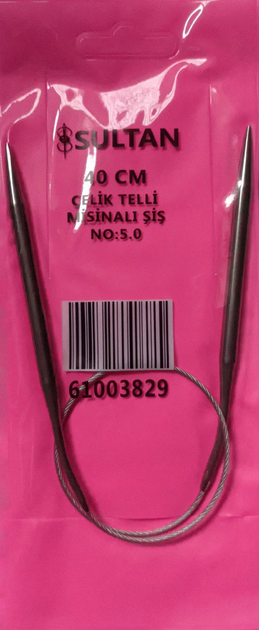 SULTAN
40 CM
ÇELİK TELLİ
MİSİNALI ŞİŞ
NO:5.0
61003829